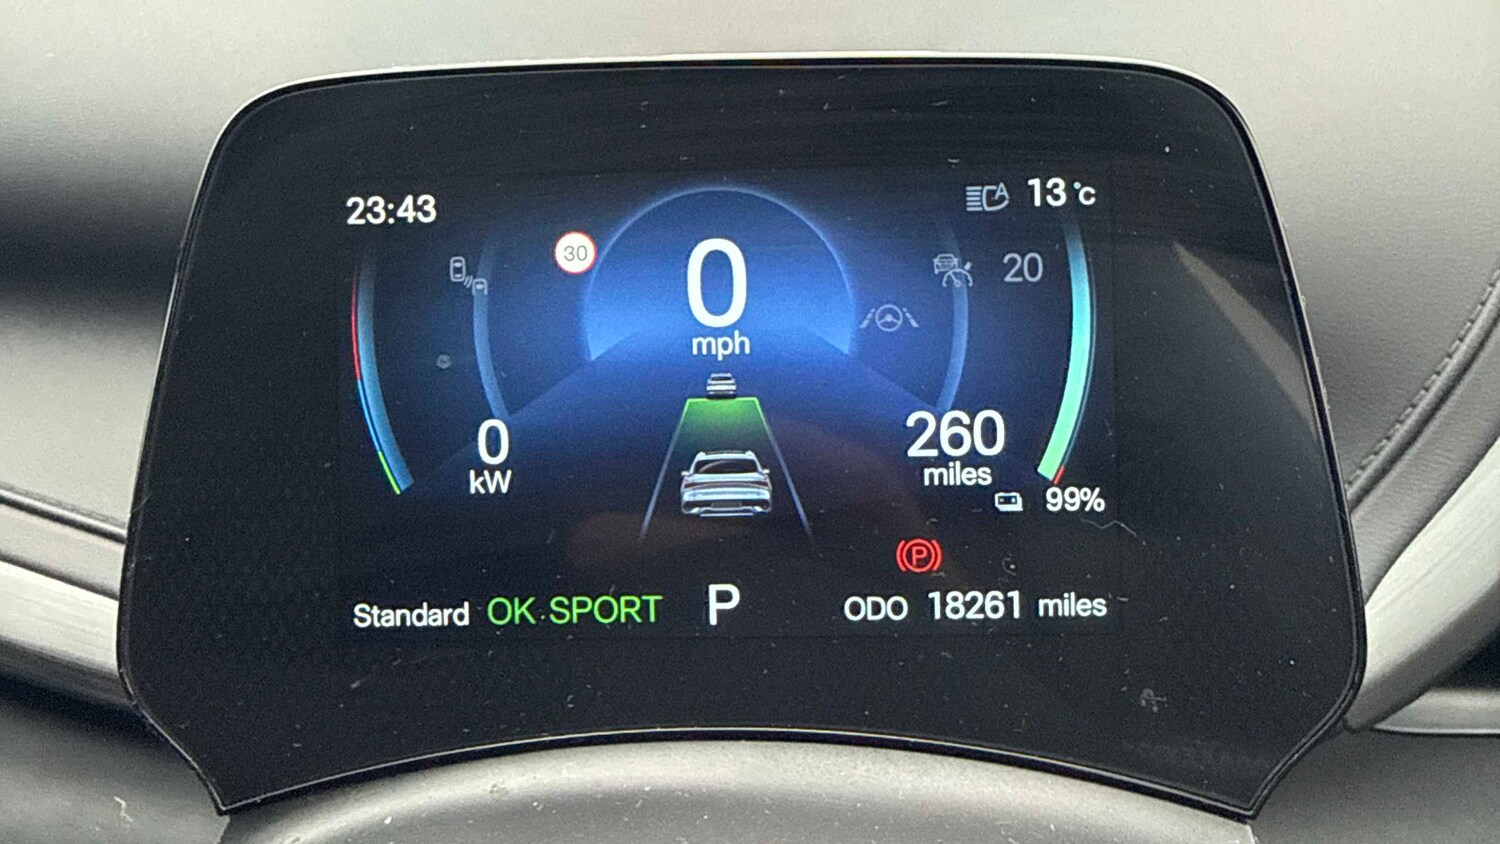 23:43
A 13°C
30
0
mph
20
0
kW
260
miles
99%
P
Standard OK SPORT P ODO 18261 miles